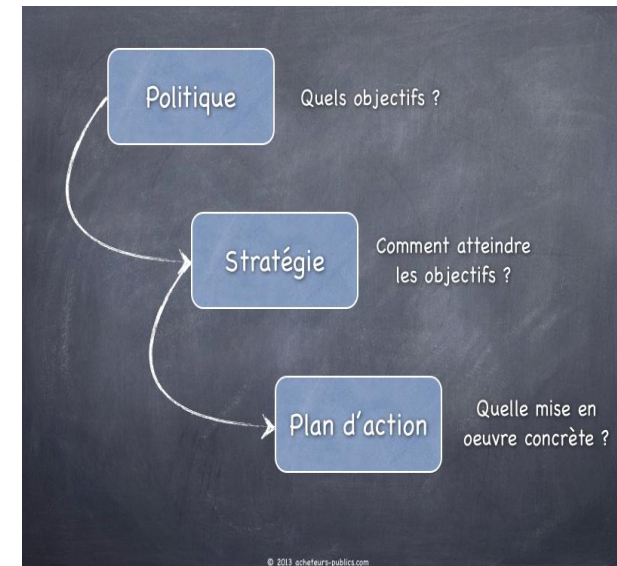 Politique
Quels objectifs ?
Stratégie
Comment atteindre
les objectifs ?
Plan d'action
Quelle mise en
oeuvre concrète ?
© 2013 acheteurs-publics.com